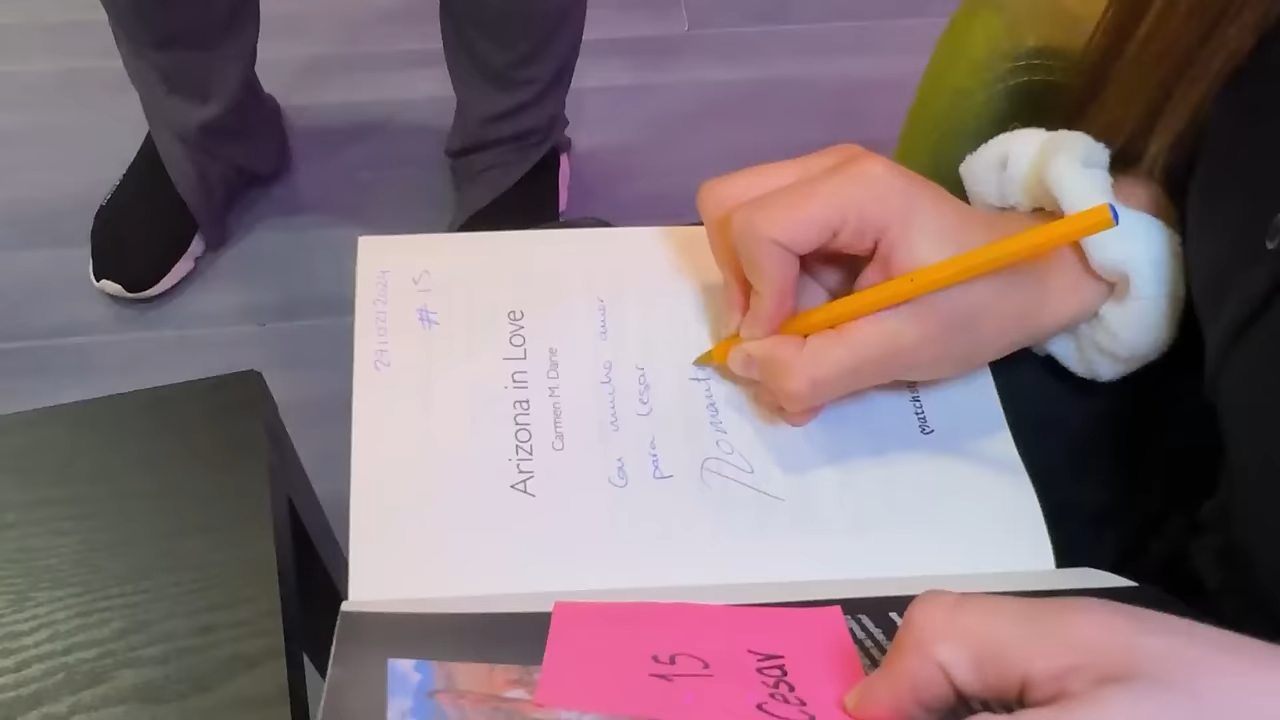 27/02/2024
# 15
Arizona in Love
Carmen M. Dane
Con mucho amor
para Cesar
15
Cesar